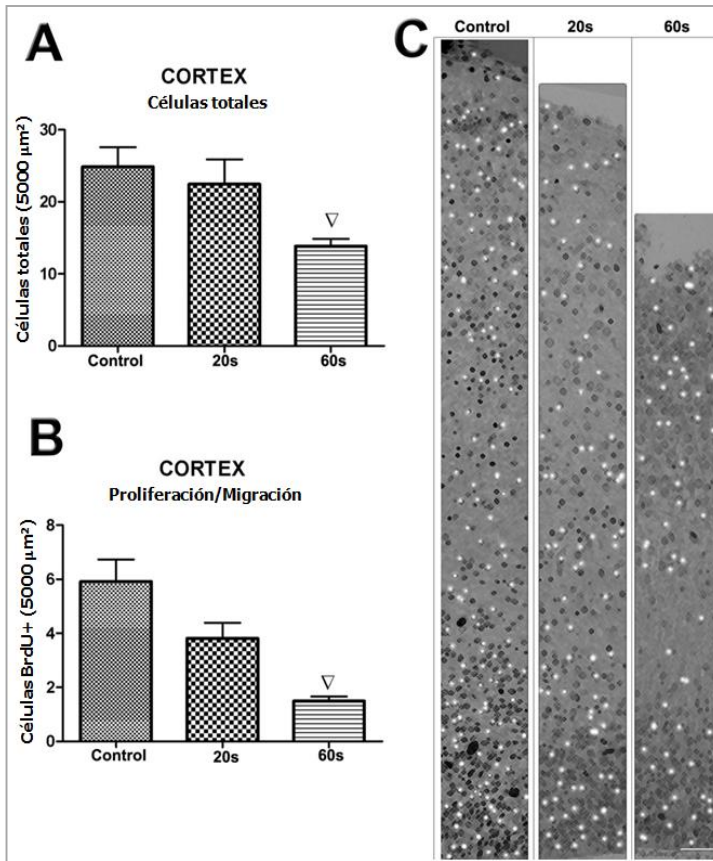 A
CORTEX
Células totales
Células totales (5000 µm²)
30
20
10
0
Control
20s
60s
B
CORTEX
Proliferación/Migración
Células BrdU+ (5000 µm²)
8
6
4
2
0
Control
20s
60s
C
Control
20s
60s